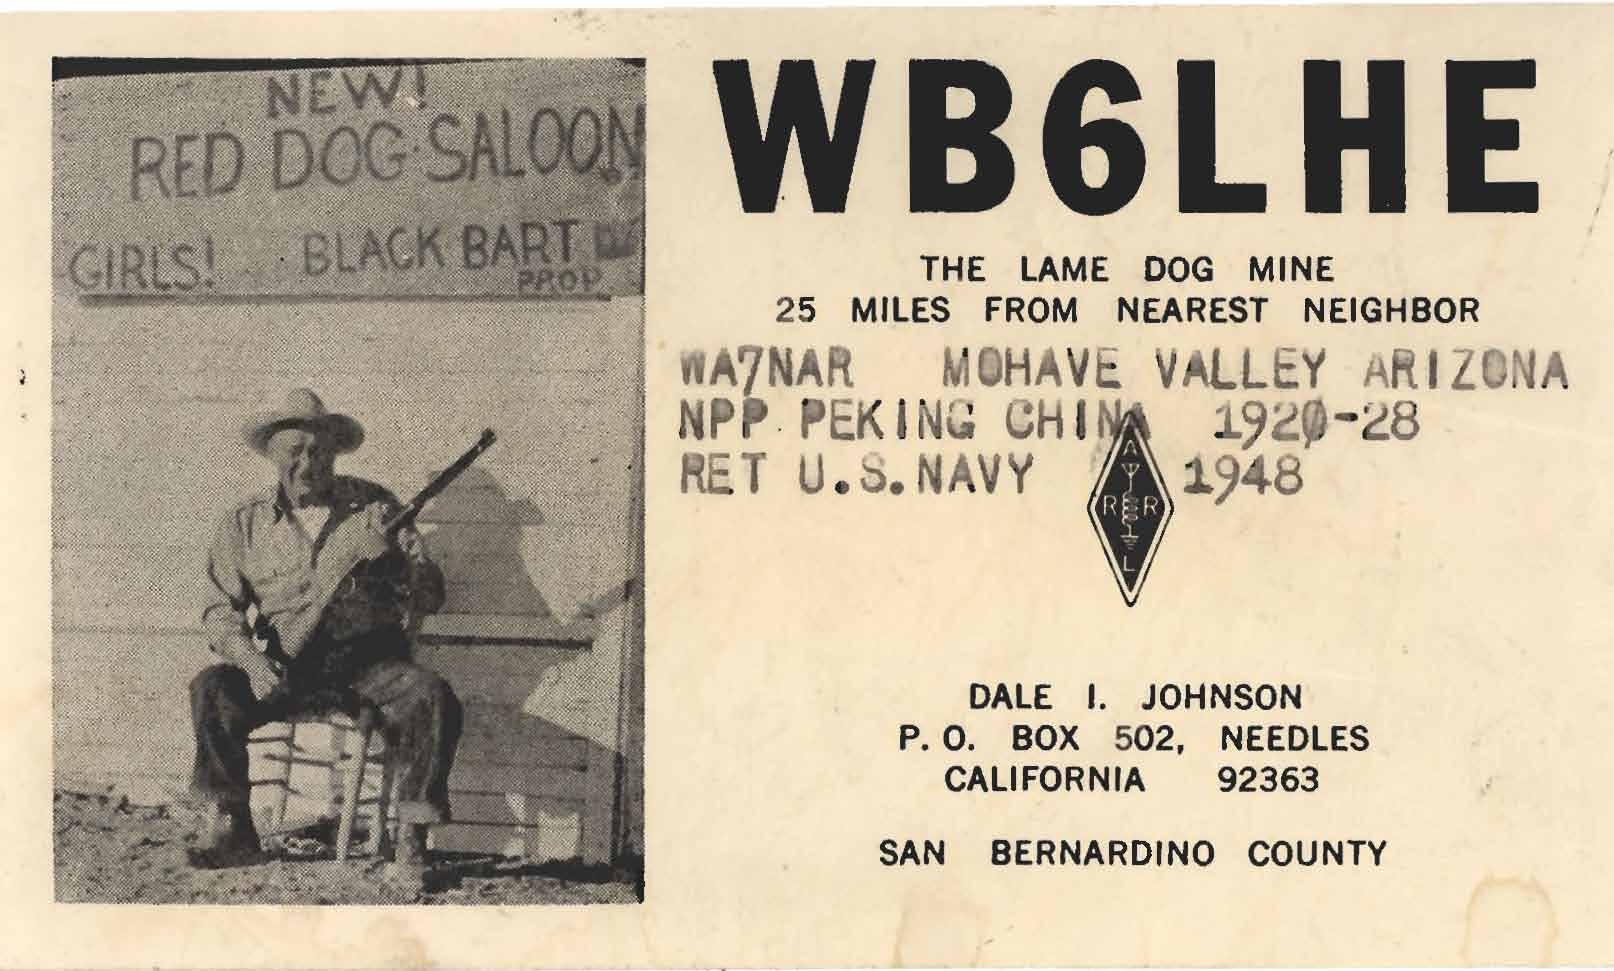 NEW!
RED DOG SALOON!
GIRLS! BLACK BART
PROP
WB6LHE
THE LAME DOG MINE
25 MILES FROM NEAREST NEIGHBOR
WA7NAR MOHAVE VALLEY ARIZONA
NPP PEKING CHINA 1920-28
RET U.S.NAVY 1948
A
R R
L
DALE I. JOHNSON
P. O. BOX 502, NEEDLES
CALIFORNIA 92363
SAN BERNARDINO COUNTY